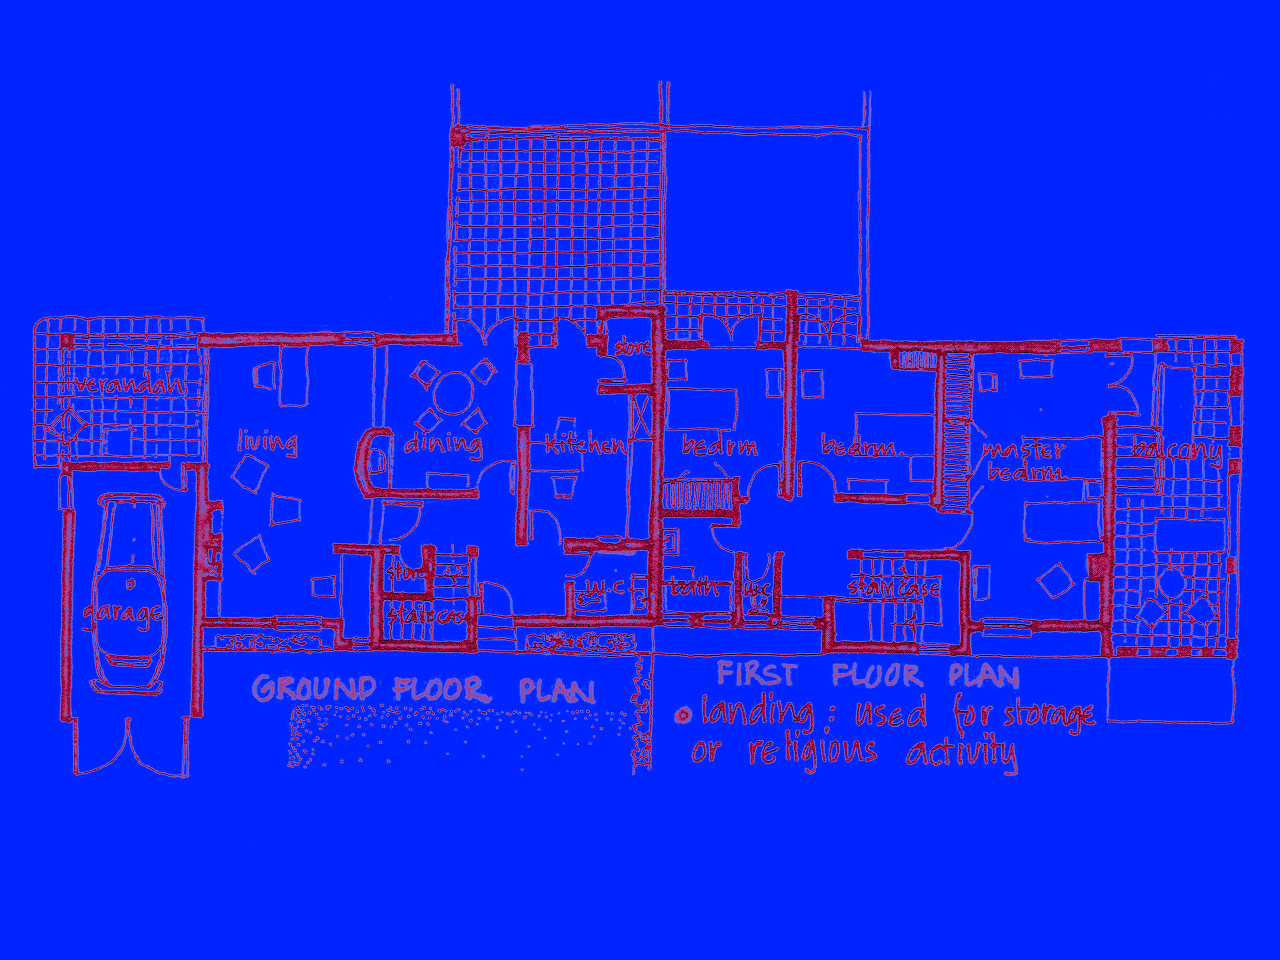 store
verandah
living
dining
kitchen
bedrm
bedrm.
master
bedrm
balcony
store
w.c
bath
w.c
staircase
garage
staircase
GROUND FLOOR PLAN
FIRST FLOOR PLAN
landing : used for storage
or religious activity